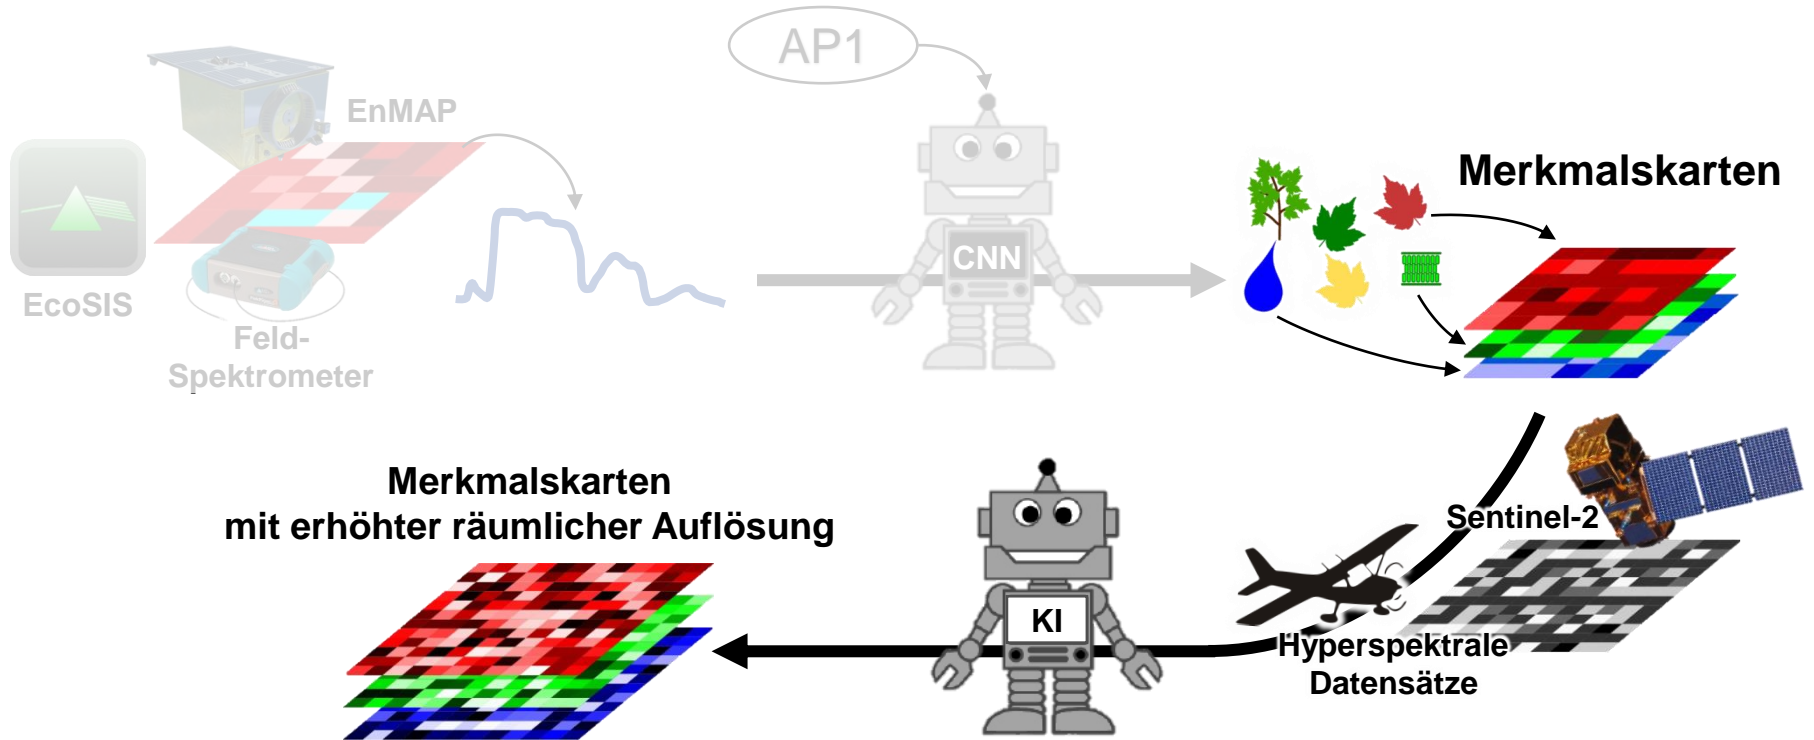 AP1
EnMAP
EcoSIS
Feld-
Spektrometer
CNN
Merkmalskarten
Merkmalskarten
mit erhöhter räumlicher Auflösung
KI
Sentinel-2
Hyperspektrale
Datensätze